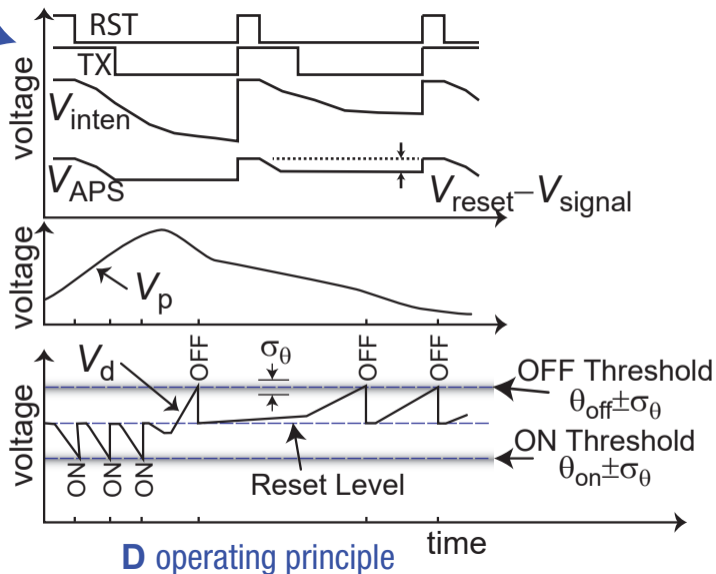 RST
TX
voltage
Vinten
VAPS
Vreset−Vsignal
voltage
Vp
voltage
Vd
OFF
σθ
OFF
OFF
OFF Threshold
θoff±σθ
ON Threshold
θon±σθ
ON
ON
ON
Reset Level
time
D operating principle